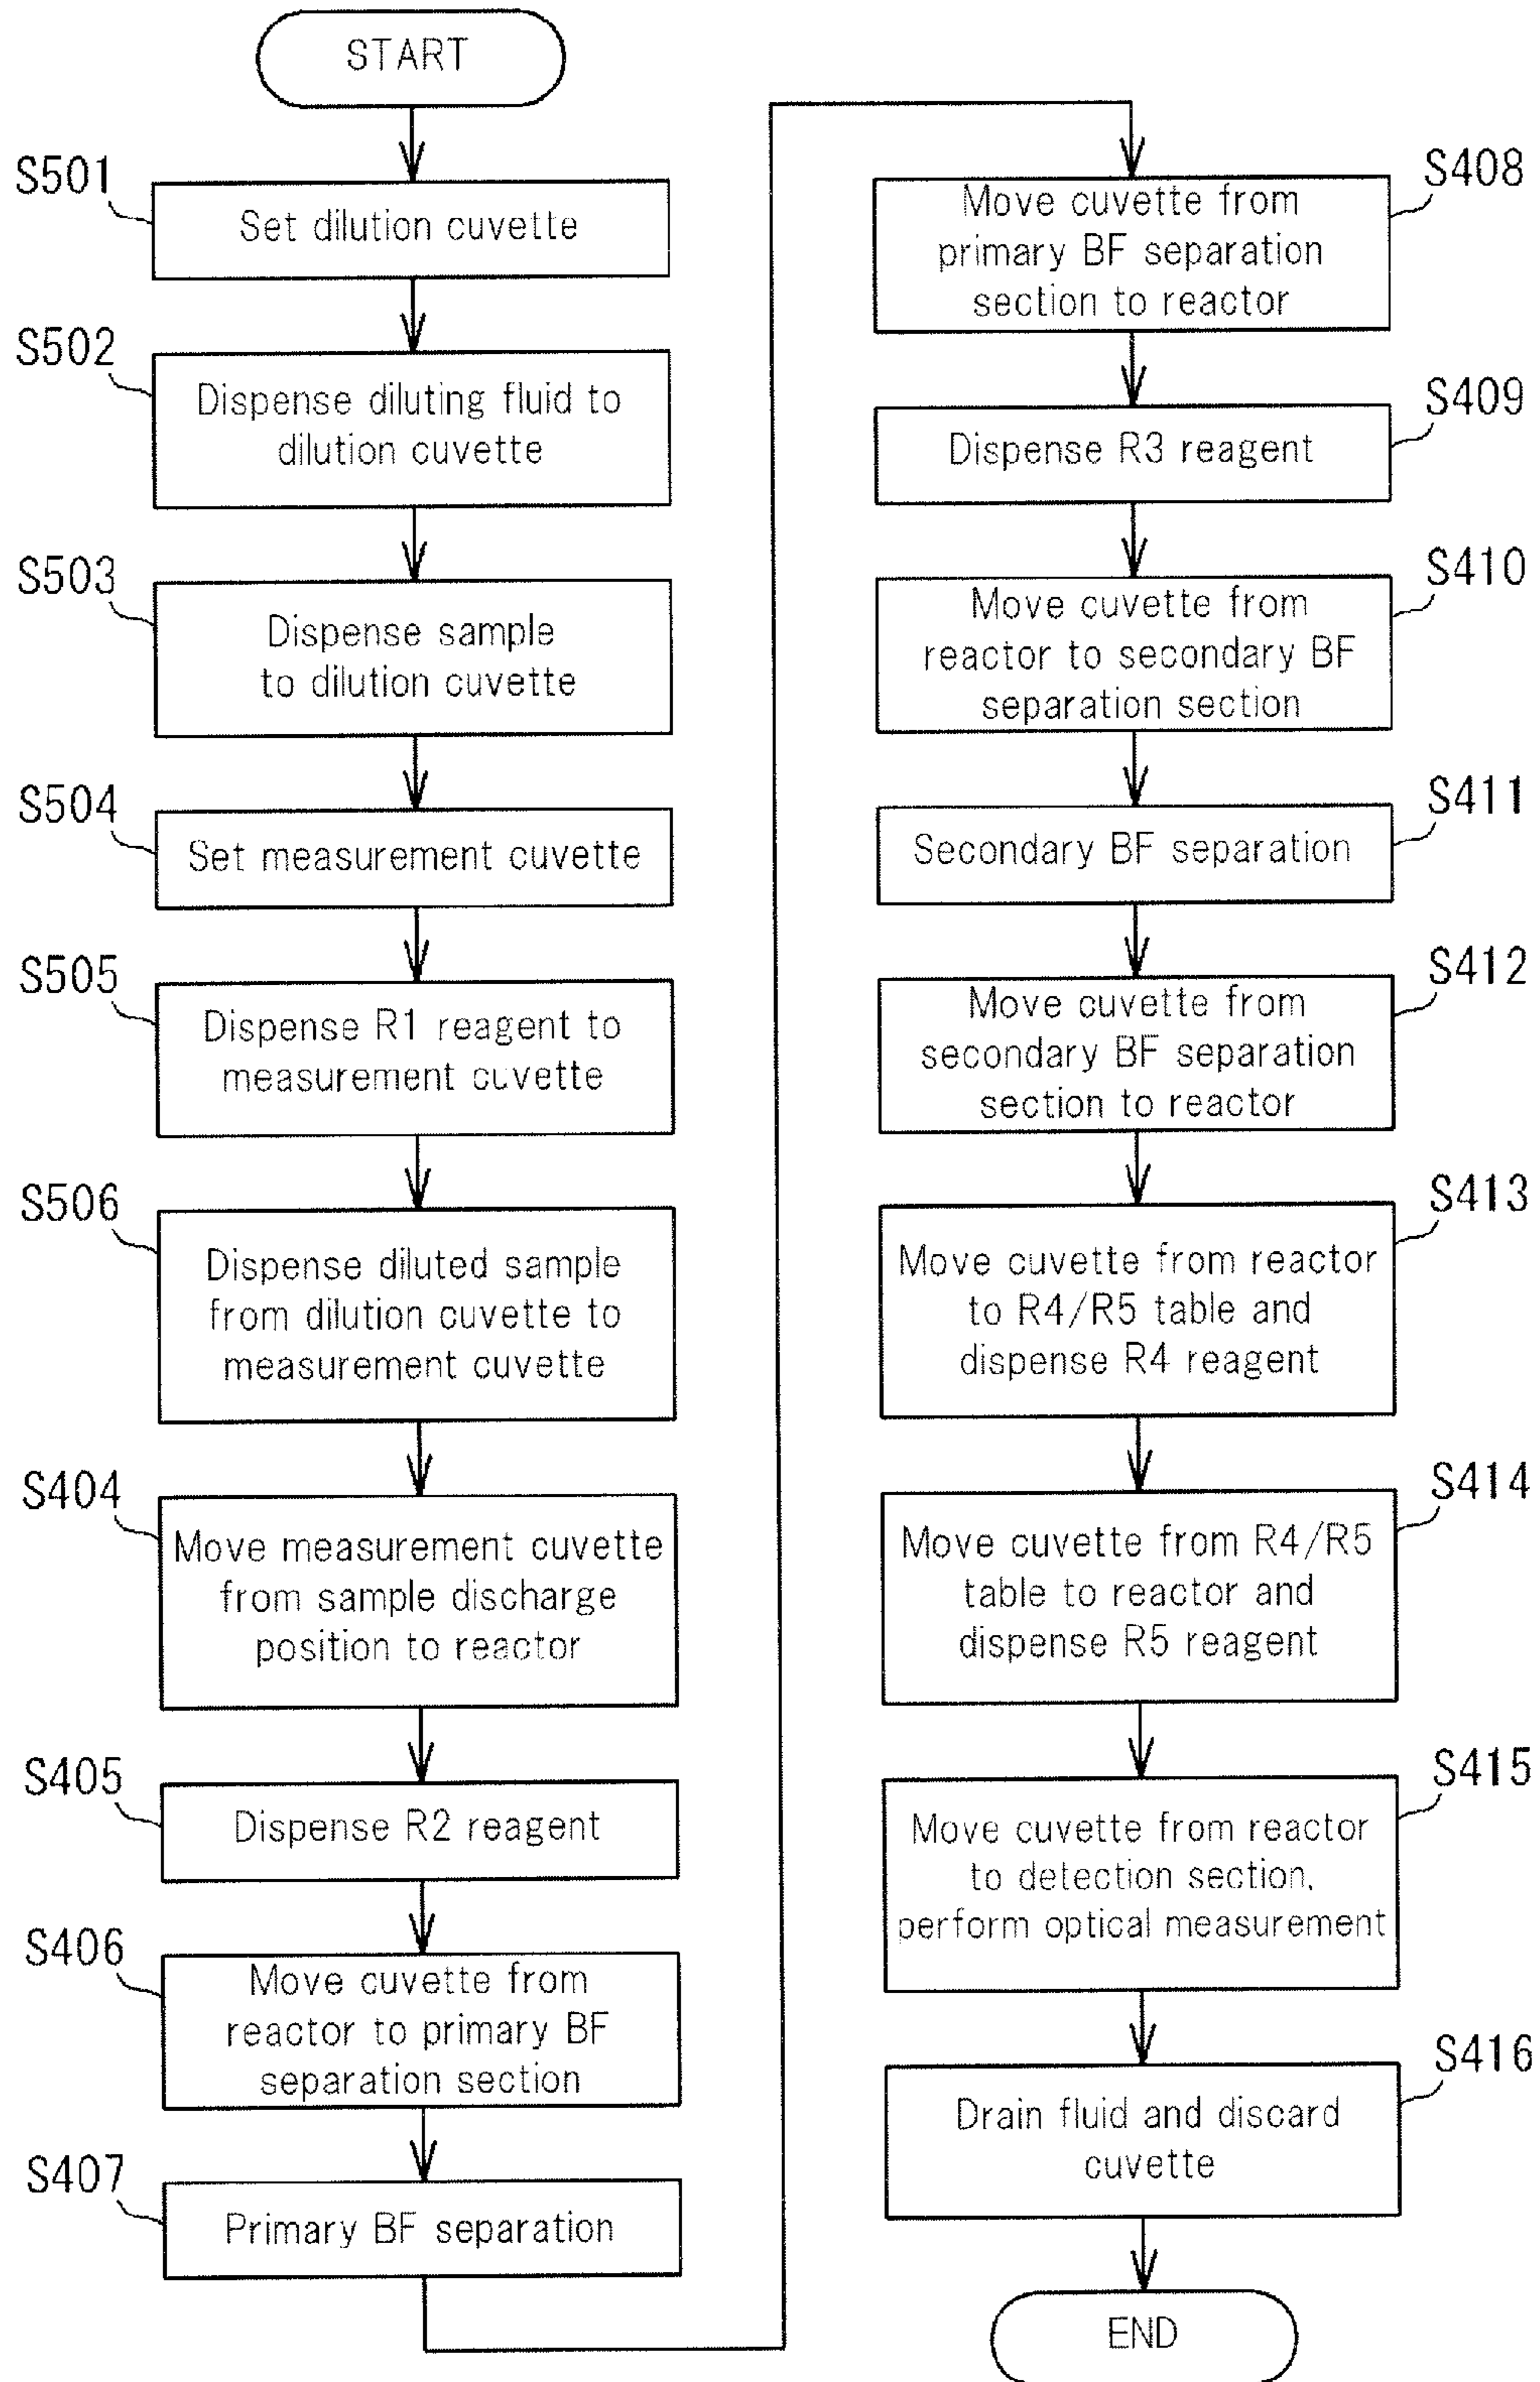 START
S501
Set dilution cuvette
S502
Dispense diluting fluid to
dilution cuvette
S503
Dispense sample
to dilution cuvette
S504
Set measurement cuvette
S505
Dispense R1 reagent to
measurement cuvette
S506
Dispense diluted sample
from dilution cuvette to
measurement cuvette
S404
Move measurement cuvette
from sample discharge
position to reactor
S405
Dispense R2 reagent
S406
Move cuvette from
reactor to primary BF
separation section
S407
Primary BF separation
S408
Move cuvette from
primary BF separation
section to reactor
S409
Dispense R3 reagent
S410
Move cuvette from
reactor to secondary BF
separation section
S411
Secondary BF separation
S412
Move cuvette from
secondary BF separation
section to reactor
S413
Move cuvette from reactor
to R4/R5 table and
dispense R4 reagent
S414
Move cuvette from R4/R5
table to reactor and
dispense R5 reagent
S415
Move cuvette from reactor
to detection section,
perform optical measurement
S416
Drain fluid and discard
cuvette
END